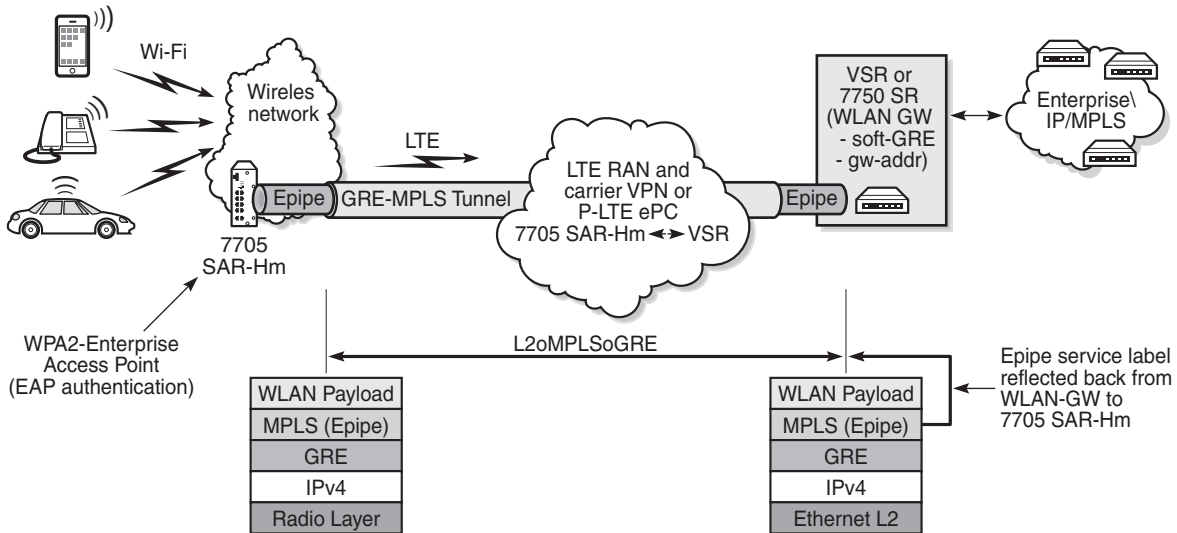 Wi-Fi
Wireles
network
LTE
Epipe
GRE-MPLS Tunnel
7705
SAR-Hm
LTE RAN and
carrier VPN or
P-LTE ePC
7705 SAR-Hm VSR
Epipe
VSR or
7750 SR
(WLAN GW
- soft-GRE
- gw-addr)
Enterprise\
IP/MPLS
WPA2-Enterprise
Access Point
(EAP authentication)
L2oMPLSoGRE
WLAN Payload
MPLS (Epipe)
GRE
IPv4
Radio Layer
WLAN Payload
MPLS (Epipe)
GRE
IPv4
Ethernet L2
Epipe service label
reflected back from
WLAN-GW to
7705 SAR-Hm